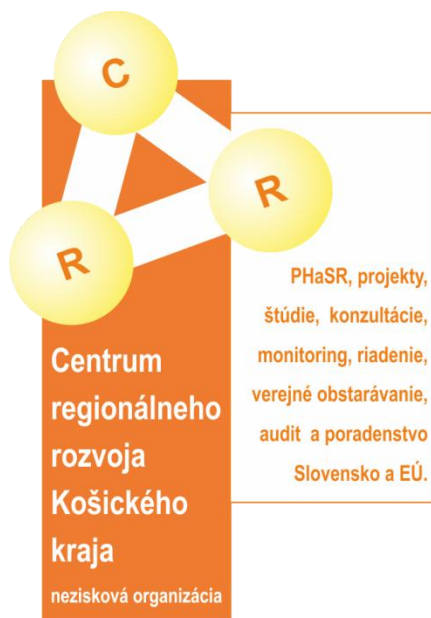 C
R
R
PHaSR, projekty,
štúdie, konzultácie,
monitoring, riadenie,
verejné obstarávanie,
audit a poradenstvo
Slovensko a EÚ.
Centrum
regionálneho
rozvoja
Košického
kraja
nezisková organizácia